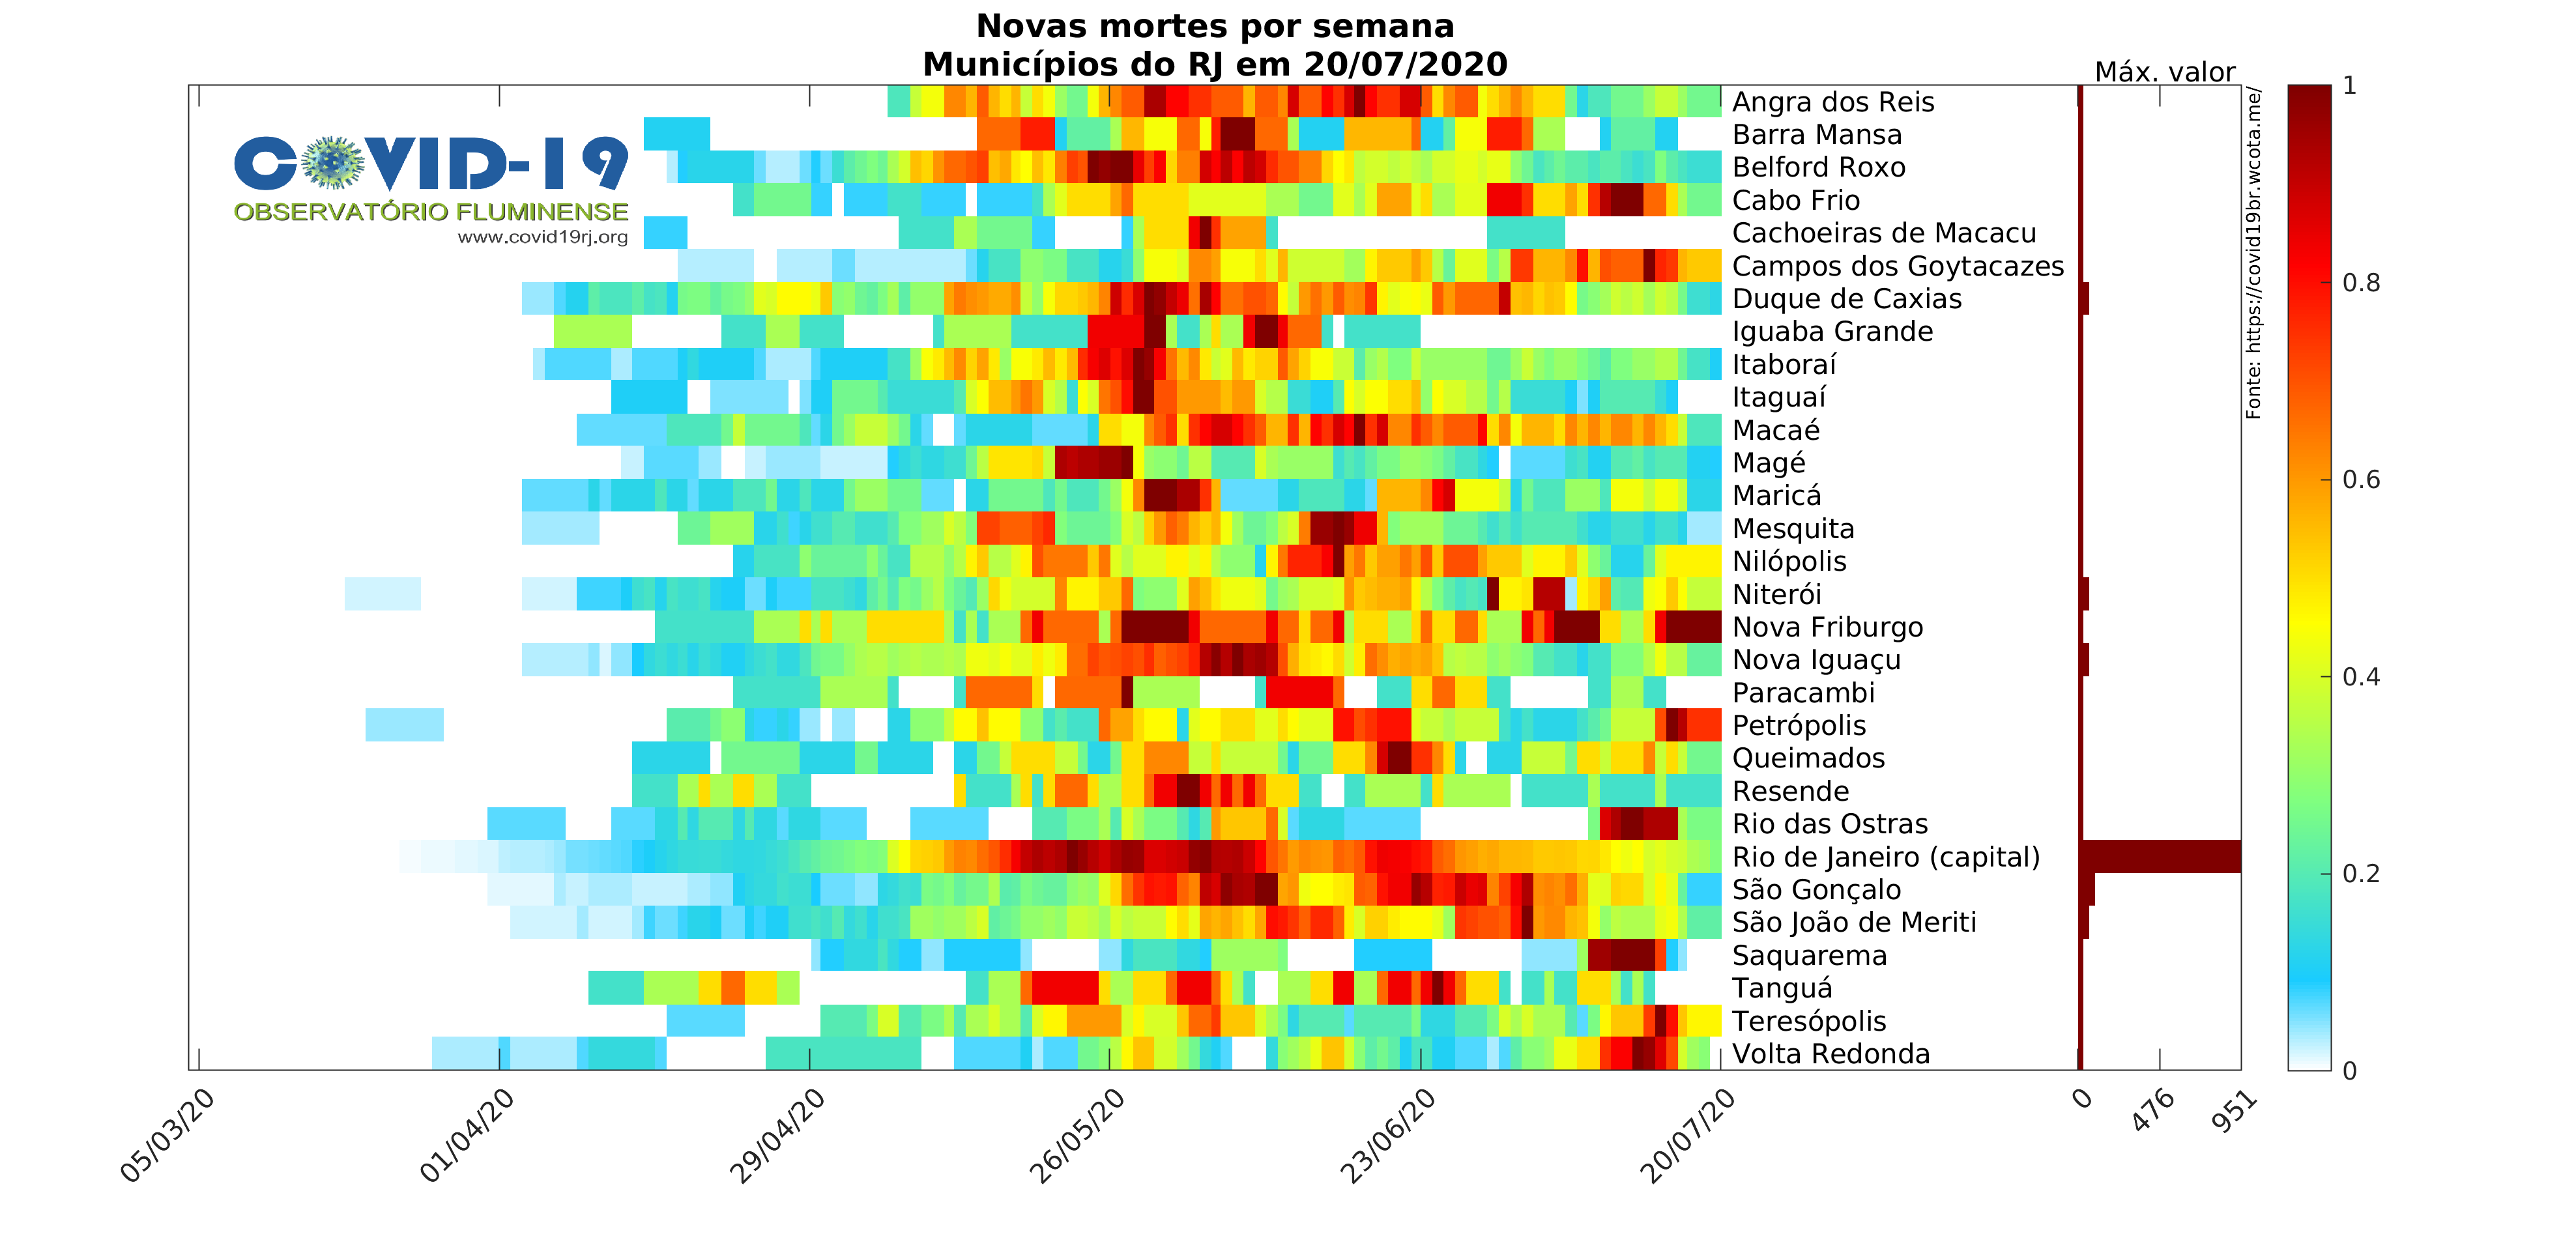 Novas mortes por semana
Municípios do RJ em 20/07/2020
Máx. valor
COVID-19
OBSERVATÓRIO FLUMINENSE
www.covid19rj.org
Angra dos Reis
Barra Mansa
Belford Roxo
Cabo Frio
Cachoeiras de Macacu
Campos dos Goytacazes
Duque de Caxias
Iguaba Grande
Itaboraí
Itaguaí
Macaé
Magé
Maricá
Mesquita
Nilópolis
Niterói
Nova Friburgo
Nova Iguaçu
Paracambi
Petrópolis
Queimados
Resende
Rio das Ostras
Rio de Janeiro (capital)
São Gonçalo
São João de Meriti
Saquarema
Tanguá
Teresópolis
Volta Redonda
Fonte: https://covid19br.wcota.me/
1
0.8
0.6
0.4
0.2
0
05/03/20
01/04/20
29/04/20
26/05/20
23/06/20
20/07/20
0
476
951